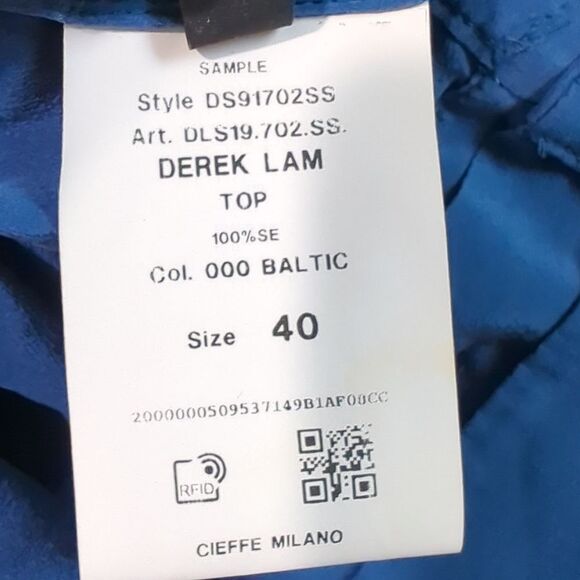 SAMPLE
Style DS91702SS
Art. DLS19.702.SS.
DEREK LAM
TOP
100%SE
Col. 000 BALTIC
Size 40
2000000509537149B1AF00CC
RFID
CIEFFE MILANO